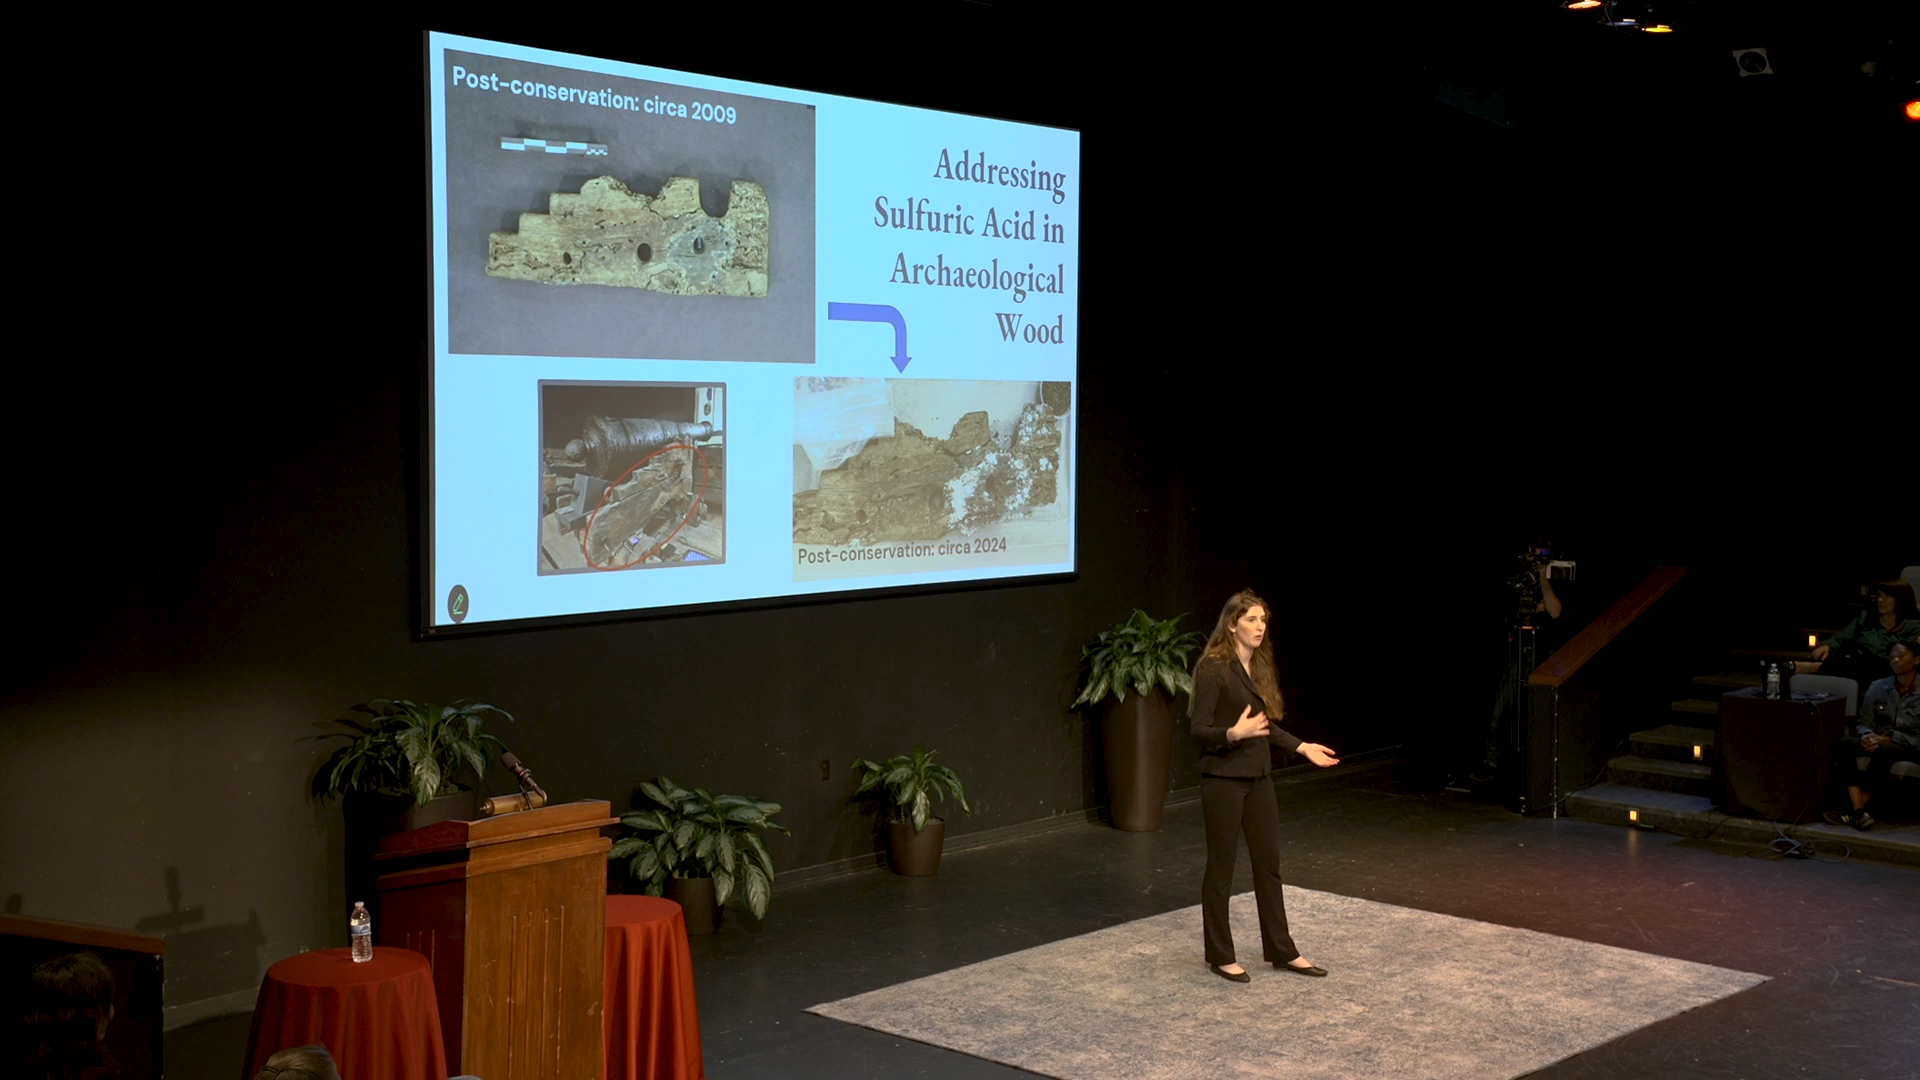 Post-conservation: circa 2009
Addressing
Sulfuric Acid in
Archaeological
Wood
Post-conservation: circa 2024